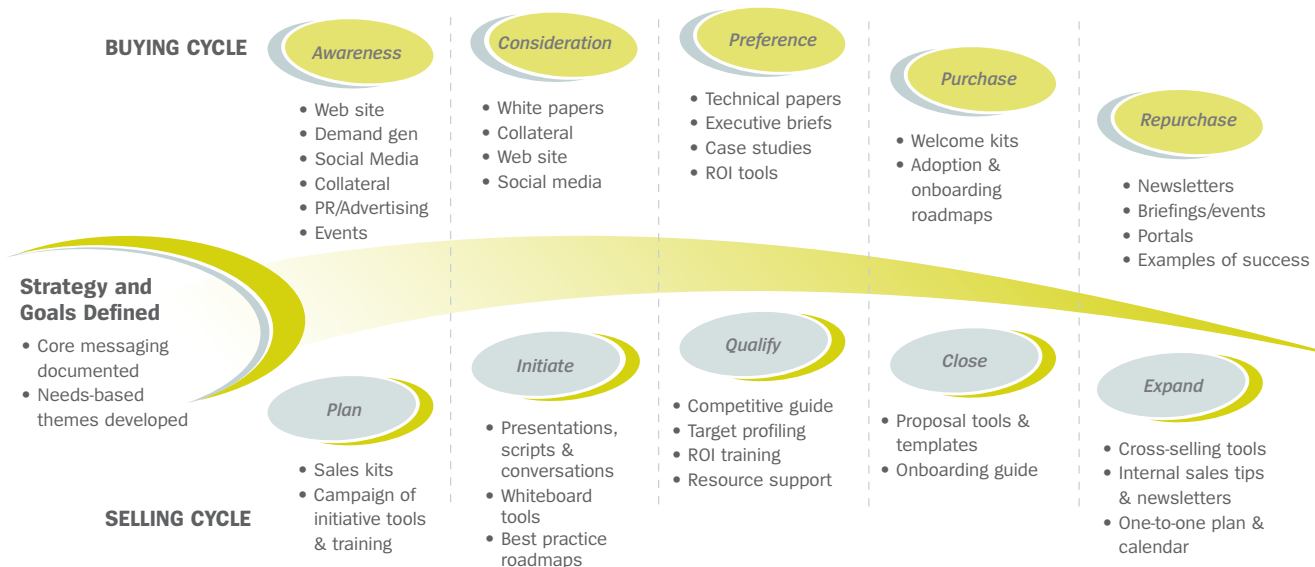 BUYING CYCLE
Awareness
• Web site
• Demand gen
• Social Media
• Collateral
• PR/Advertising
• Events
Consideration
• White papers
• Collateral
• Web site
• Social media
Preference
• Technical papers
• Executive briefs
• Case studies
• ROI tools
Purchase
• Welcome kits
• Adoption &
onboarding
roadmaps
Repurchase
• Newsletters
• Briefings/events
• Portals
• Examples of success
Strategy and
Goals Defined
• Core messaging
documented
• Needs-based
themes developed
SELLING CYCLE
Plan
• Sales kits
• Campaign of
initiative tools
& training
Initiate
• Presentations,
scripts &
conversations
• Whiteboard
tools
• Best practice
roadmaps
Qualify
• Competitive guide
• Target profiling
• ROI training
• Resource support
Close
• Proposal tools &
templates
• Onboarding guide
Expand
• Cross-selling tools
• Internal sales tips
& newsletters
• One-to-one plan &
calendar